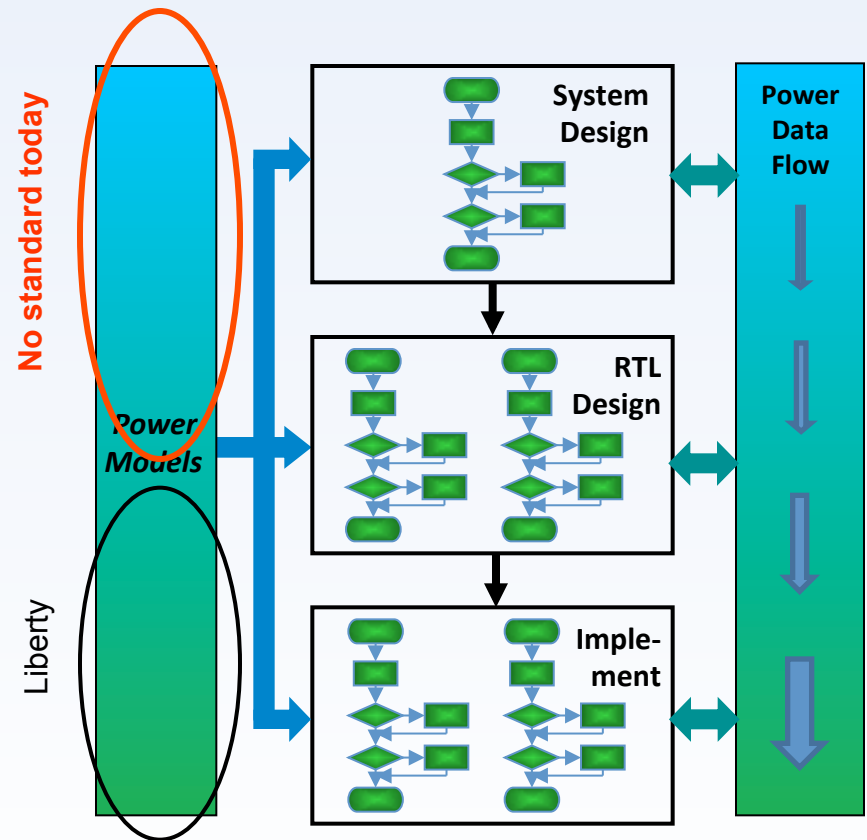 No standard today
Liberty
Power
Models
System
Design
RTL
Design
Imple-
ment
Power
Data
Flow